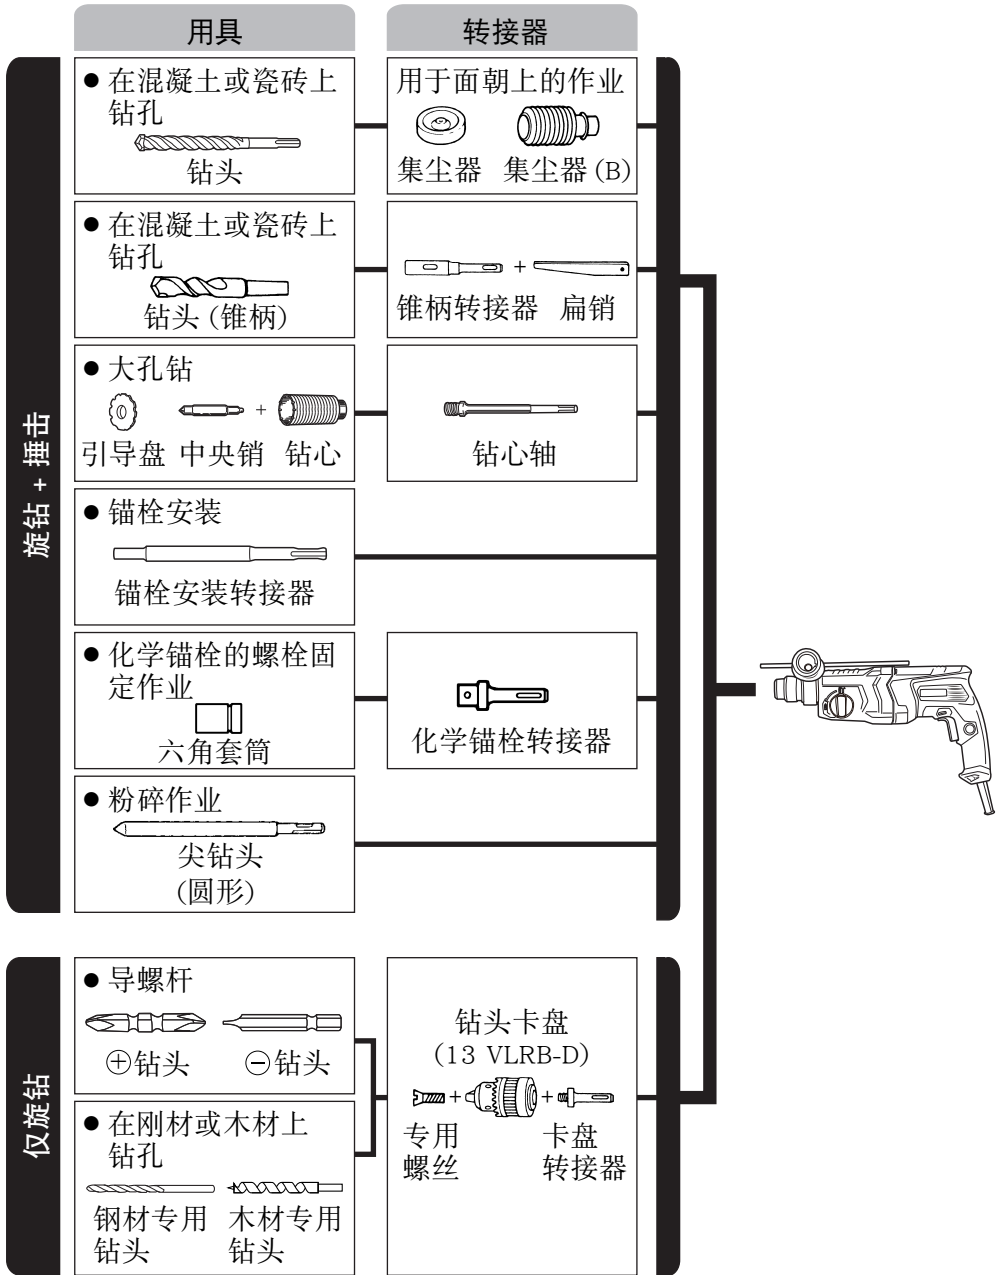 用具
转接器
旋钻 + 捶击
● 在混凝土或瓷砖上
钻孔
钻头
用于面朝上的作业
集尘器 集尘器 (B)
● 在混凝土或瓷砖上
钻孔
钻头 (锥柄)
+
锥柄转接器 扁销
● 大孔钻
+
引导盘 中央销 钻心
钻心轴
● 锚栓安装
锚栓安装转接器
● 化学锚栓的螺栓固
定作业
六角套筒
化学锚栓转接器
● 粉碎作业
尖钻头
(圆形)
仅旋钻
● 导螺杆
⊕钻头 ⊖钻头
● 在刚材或木材上
钻孔
钢材专用 木材专用
钻头 钻头
钻头卡盘
(13 VLRB-D)
+ +
专用 卡盘
螺丝 转接器